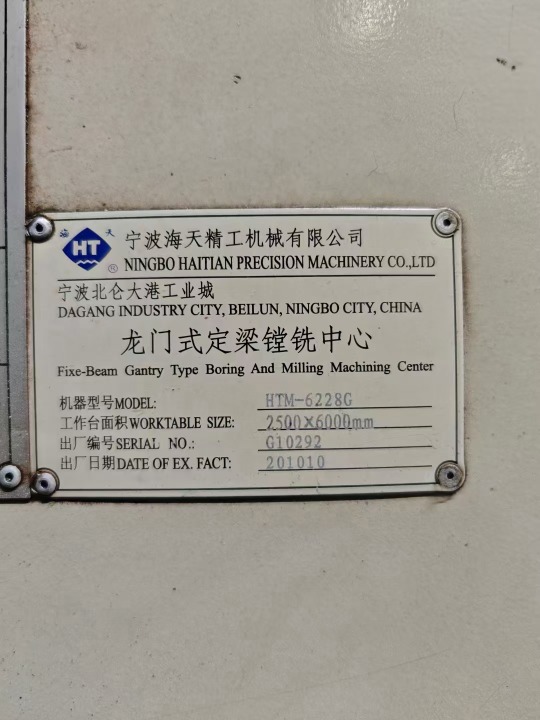 海天
HT
®
宁波海天精工机械有限公司
NINGBO HAITIAN PRECISION MACHINERY CO.,LTD
宁波北仑大港工业城
DAGANG INDUSTRY CITY, BEILUN, NINGBO CITY, CHINA
龙门式定梁镗铣中心
Fixe-Beam Gantry Type Boring And Milling Machining Center
机器型号MODEL: HTM-6228G
工作台面积WORKTABLE SIZE: 2500×6000mm
出厂编号SERIAL NO.: G10292
出厂日期DATE OF EX. FACT: 201010